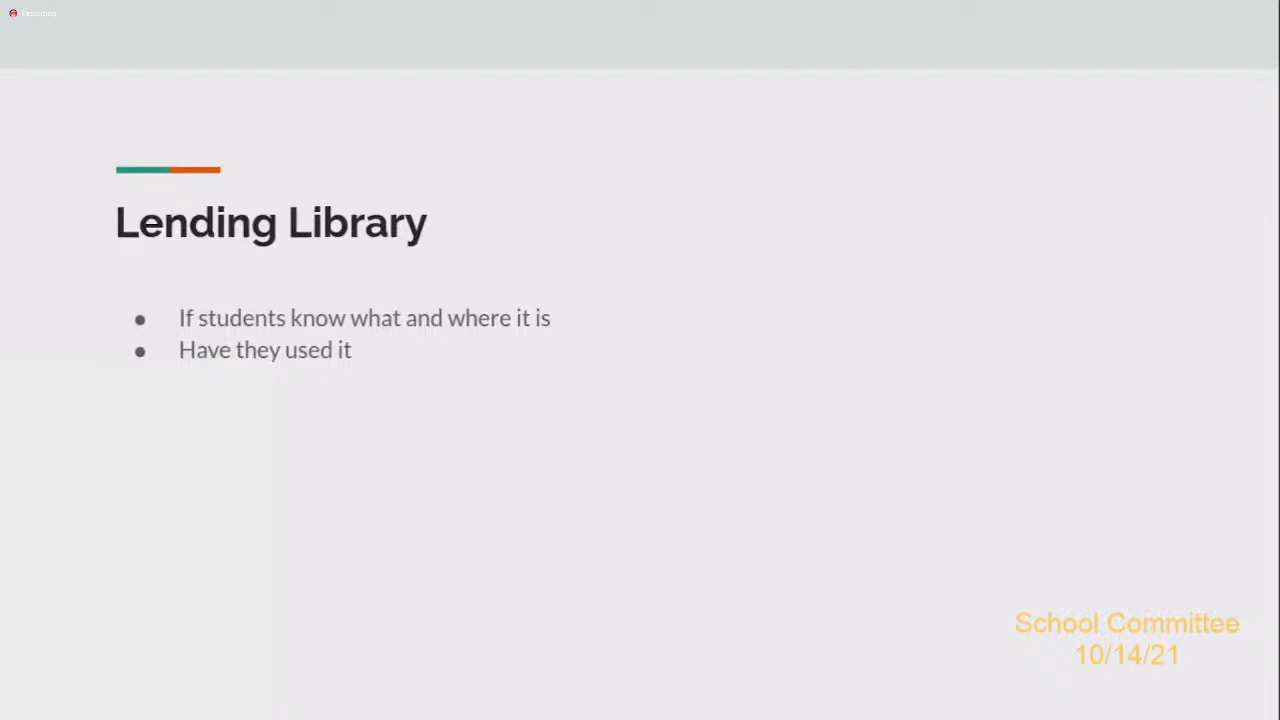 Recording
Lending Library
● If students know what and where it is
● Have they used it
School Committee
10/14/21